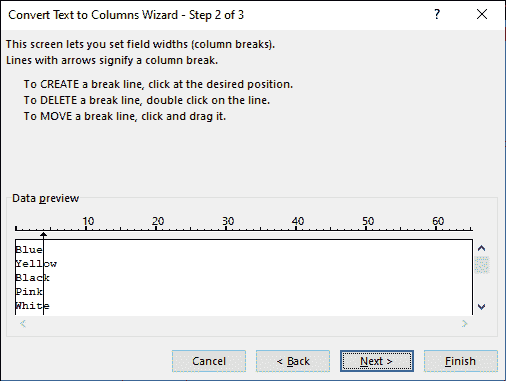 Convert Text to Columns Wizard - Step 2 of 3 ? ×
This screen lets you set field widths (column breaks).
Lines with arrows signify a column break.
To CREATE a break line, click at the desired position.
To DELETE a break line, double click on the line.
To MOVE a break line, click and drag it.
Data preview
10 20 30 40 50 60
Blue
Yellow
Black
Pink
White
Cancel < Back Next > Finish